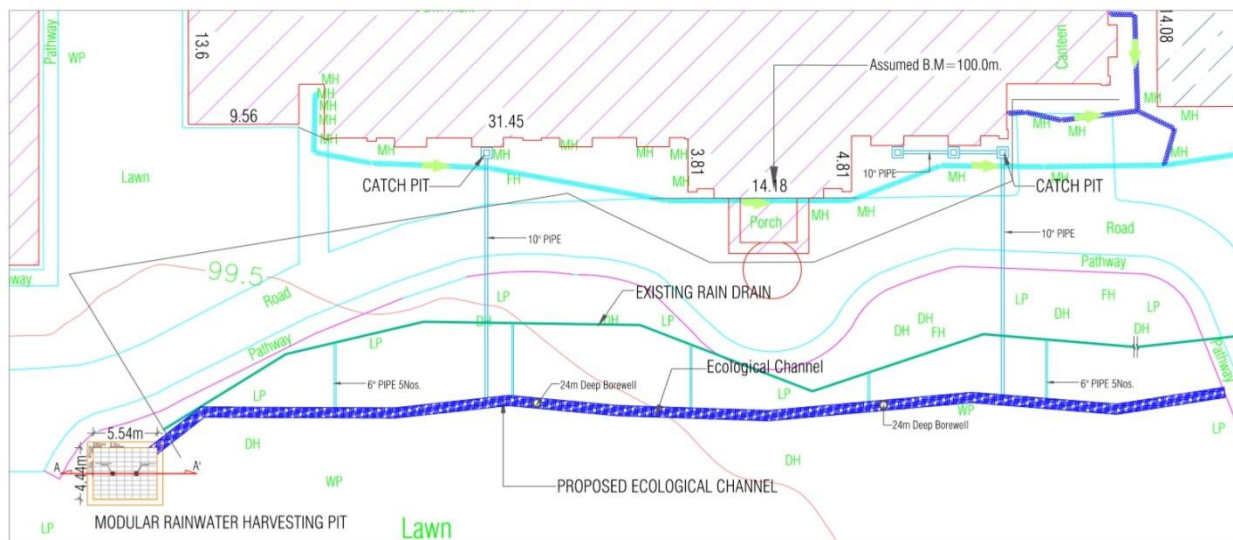 Pathway
WP
13.6
9.56
MH
MH
MH
MH
MH
31.45
MH
MH
MH
MH
Assumed B.M=100.0m.
Canteen
14.08
MH
MH
MH
MH
MH
Lawn
CATCH PIT
MH
FH
3.81
MH
14.18
4.81
10" PIPE
MH
CATCH PIT
Porch
MH
MH
10" PIPE
10" PIPE
Road
Pathway
99.5
Road
Pathway
LP
EXISTING RAIN DRAIN
DH
DH
LP
LP
DH
DH
FH
LP
DH
FH
LP
DH
Pathway
LP
6" PIPE 5Nos.
24m Deep Borewell
Ecological Channel
LP
WP
24m Deep Borewell
6" PIPE 5Nos.
LP
5.54m
4.44m
A
A'
DH
WP
DH
PROPOSED ECOLOGICAL CHANNEL
MODULAR RAINWATER HARVESTING PIT
LP
Lawn